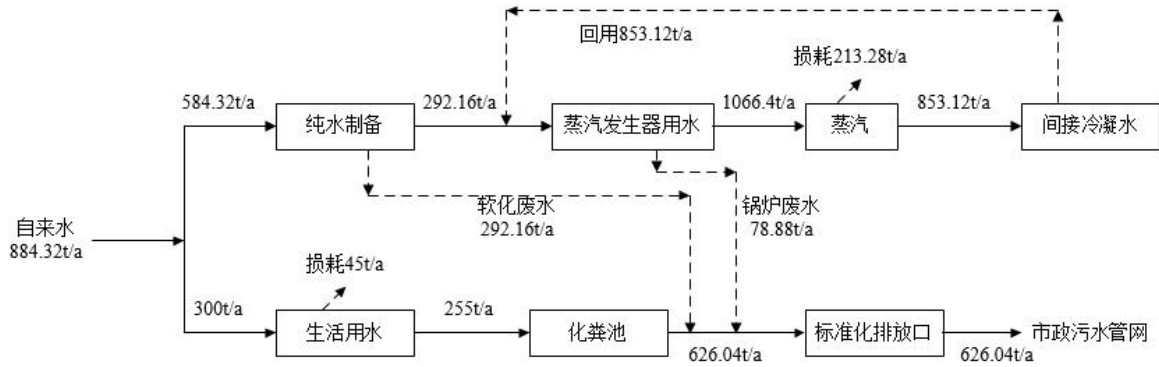 回用853.12t/a
损耗213.28t/a
584.32t/a
292.16t/a
1066.4t/a
853.12t/a
纯水制备
蒸汽发生器用水
蒸汽
间接冷凝水
软化废水
292.16t/a
锅炉废水
78.88t/a
自来水
884.32t/a
损耗45t/a
300t/a
255t/a
生活用水
化粪池
标准化排放口
市政污水管网
626.04t/a
626.04t/a